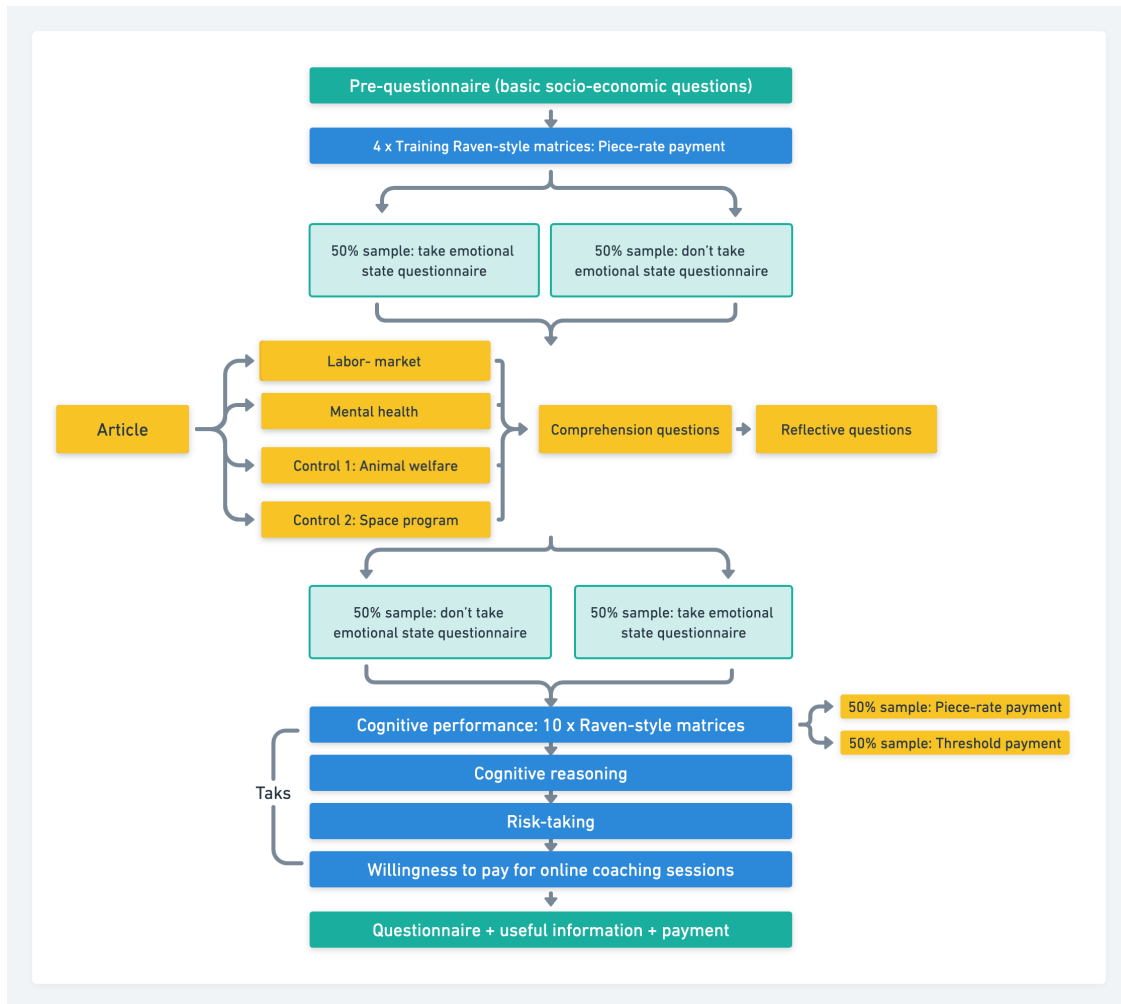 Pre-questionnaire (basic socio-economic questions)
4 x Training Raven-style matrices: Piece-rate payment
50% sample: take emotional
state questionnaire
50% sample: don't take
emotional state questionnaire
Article
Labor- market
Mental health
Control 1: Animal welfare
Control 2: Space program
Comprehension questions
Reflective questions
50% sample: don't take
emotional state questionnaire
50% sample: take emotional
state questionnaire
Taks
Cognitive performance: 10 x Raven-style matrices
50% sample: Piece-rate payment
50% sample: Threshold payment
Cognitive reasoning
Risk-taking
Willingness to pay for online coaching sessions
Questionnaire + useful information + payment